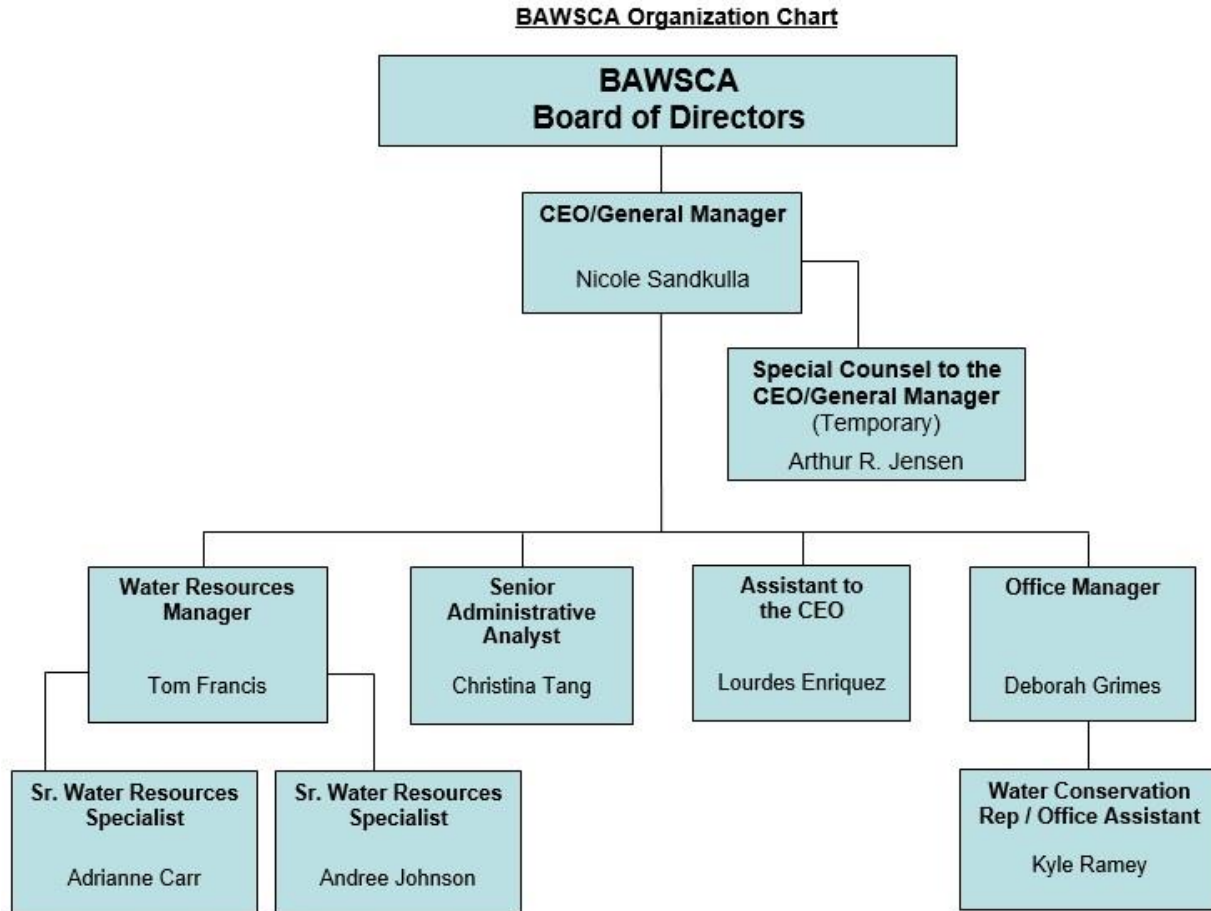 BAWSCA Organization Chart
BAWSCA
Board of Directors
CEO/General Manager
Nicole Sandkulla
Special Counsel to the
CEO/General Manager
(Temporary)
Arthur R. Jensen
Water Resources
Manager
Tom Francis
Senior
Administrative
Analyst
Christina Tang
Assistant to
the CEO
Lourdes Enriquez
Office Manager
Deborah Grimes
Sr. Water Resources
Specialist
Adrianne Carr
Sr. Water Resources
Specialist
Andree Johnson
Water Conservation
Rep / Office Assistant
Kyle Ramey